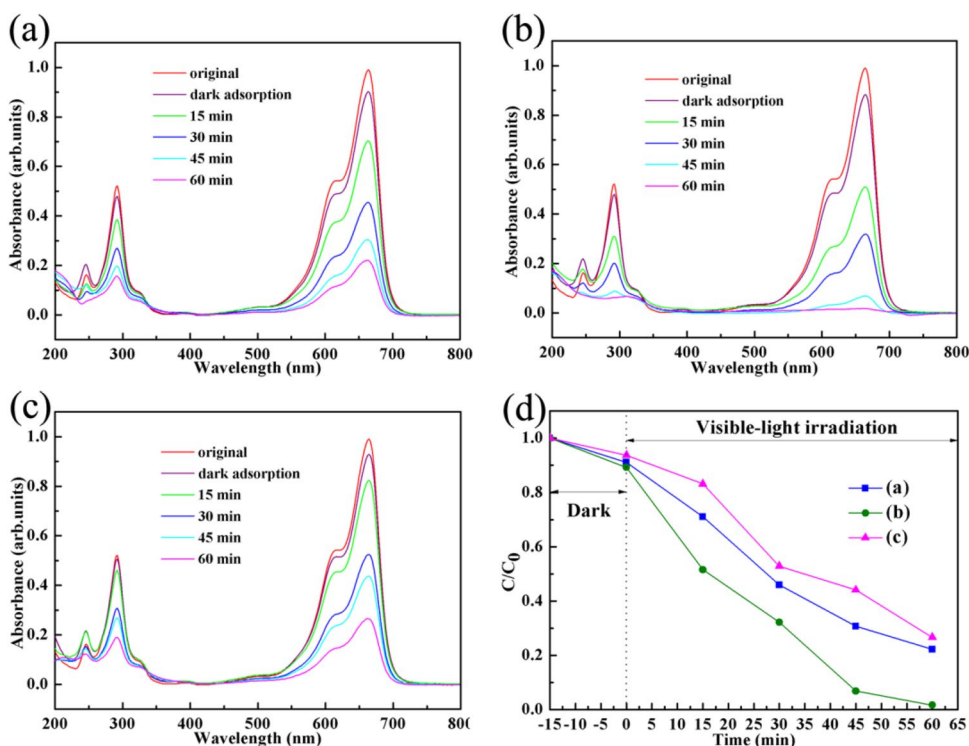 (a)
original
dark adsorption
15 min
30 min
45 min
60 min
Absorbance (arb.units)
1.0
0.8
0.6
0.4
0.2
0.0
200 300 400 500 600 700 800
Wavelength (nm)
(b)
original
dark adsorption
15 min
30 min
45 min
60 min
Absorbance (arb.units)
1.0
0.8
0.6
0.4
0.2
0.0
200 300 400 500 600 700 800
Wavelength (nm)
(c)
original
dark adsorption
15 min
30 min
45 min
60 min
Absorbance (arb.units)
1.0
0.8
0.6
0.4
0.2
0.0
200 300 400 500 600 700 800
Wavelength (nm)
(d)
Visible-light irradiation
Dark
(a)
(b)
(c)
C/C0
1.0
0.8
0.6
0.4
0.2
0.0
-15 -10 -5 0 5 10 15 20 25 30 35 40 45 50 55 60 65
Time (min)